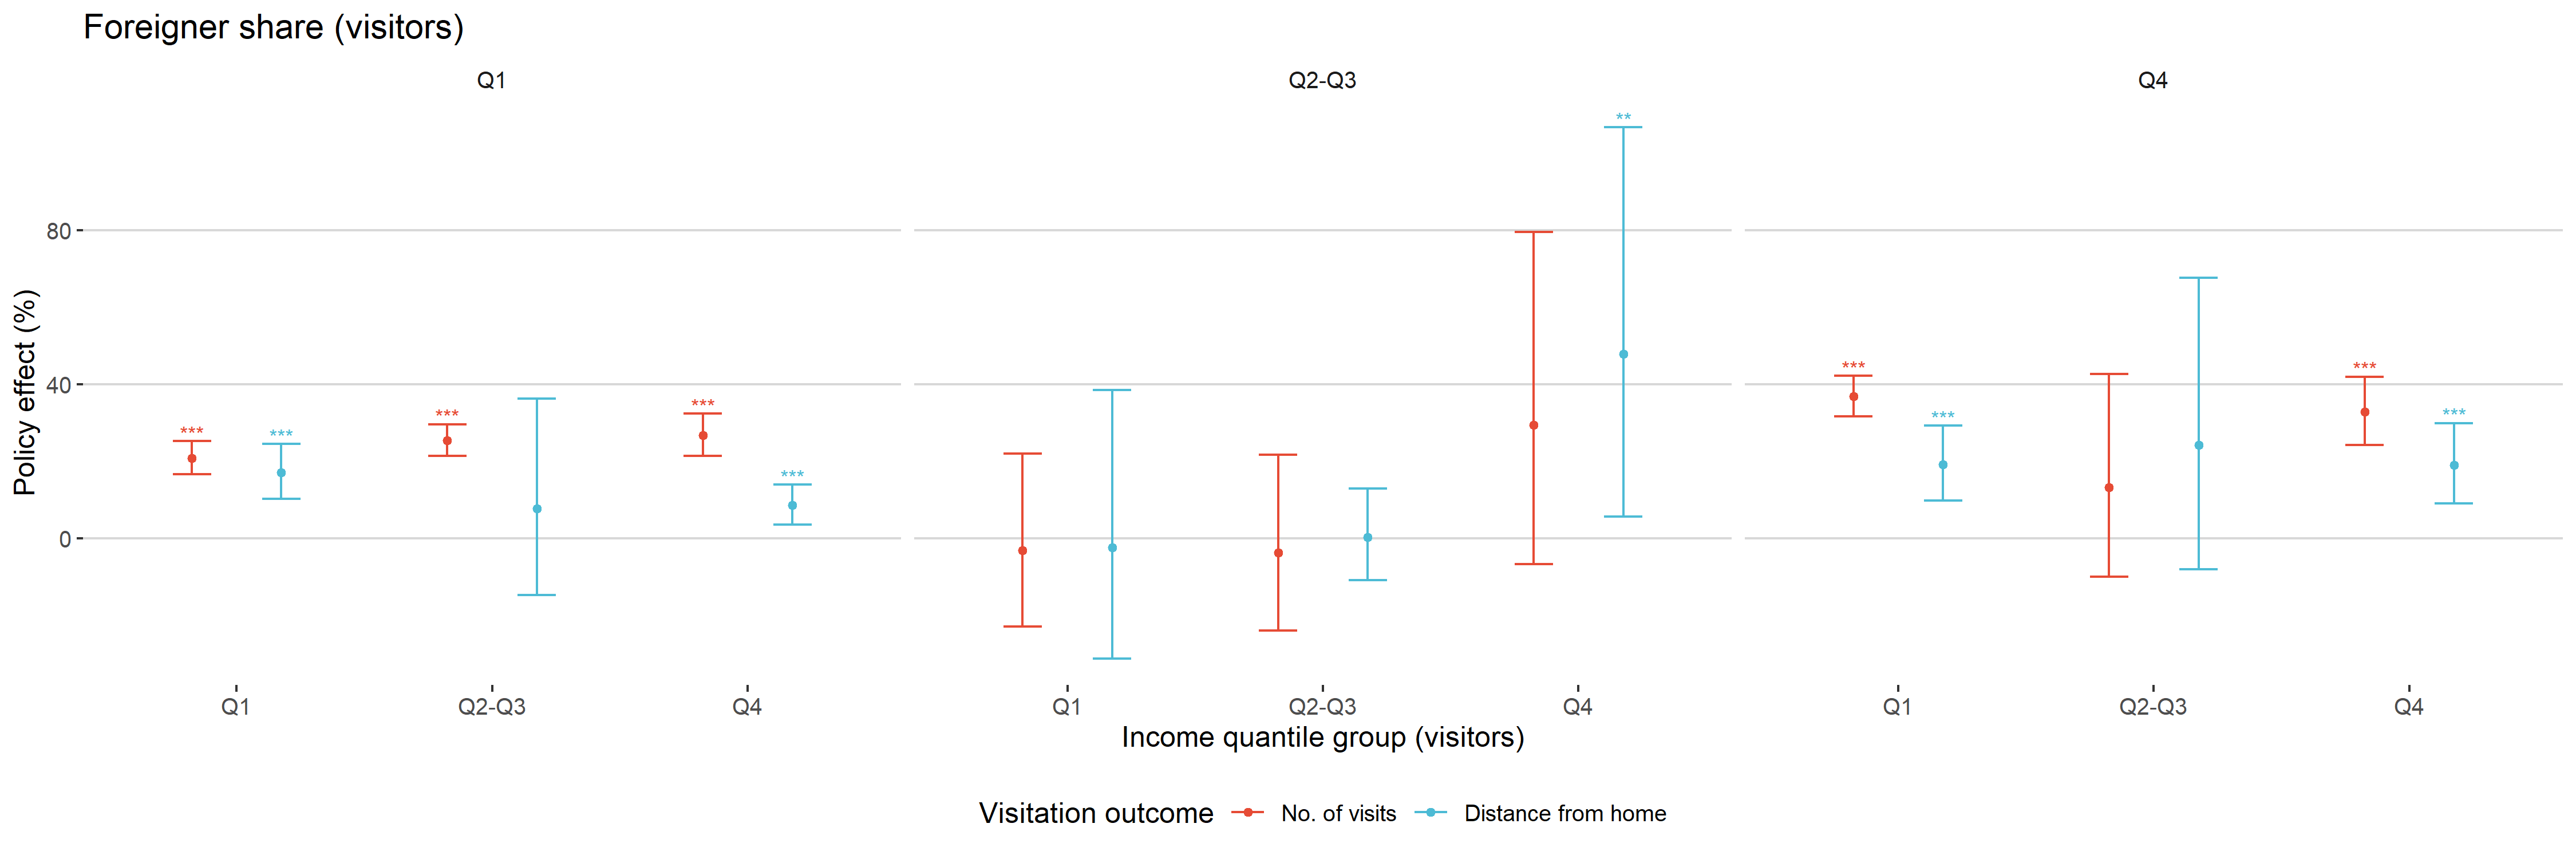 Foreigner share (visitors)
Q1
Q2-Q3
Q4
**
80
***
***
40
***
***
***
***
***
***
***
0
Policy effect (%)
Q1
Q2-Q3
Q4
Q1
Q2-Q3
Q4
Q1
Q2-Q3
Q4
Income quantile group (visitors)
Visitation outcome No. of visits Distance from home